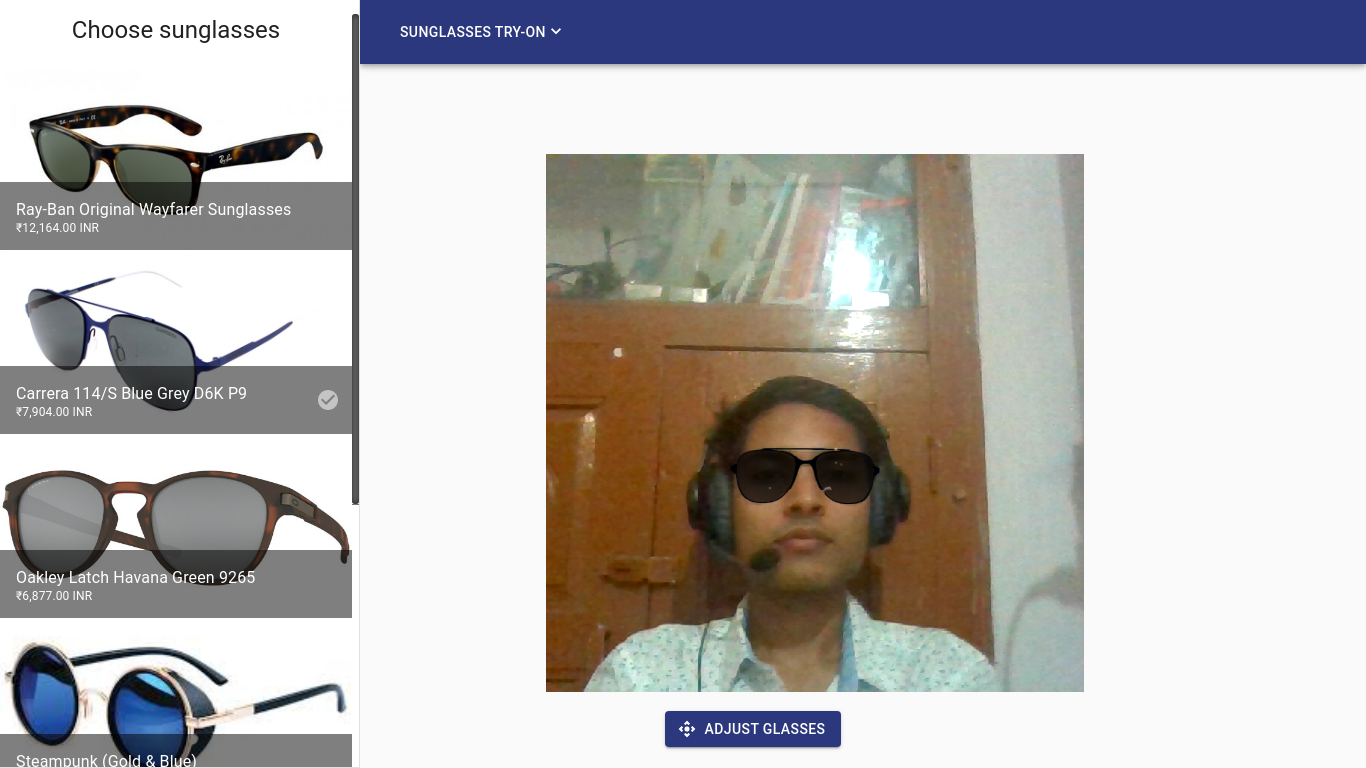 Choose sunglasses
Ray-Ban
Ray-Ban Original Wayfarer Sunglasses
₹12,164.00 INR
Carrera 114/S Blue Grey D6K P9
₹7,904.00 INR
Oakley Latch Havana Green 9265
₹6,877.00 INR
Steampunk (Gold & Blue)
SUNGLASSES TRY-ON
ADJUST GLASSES